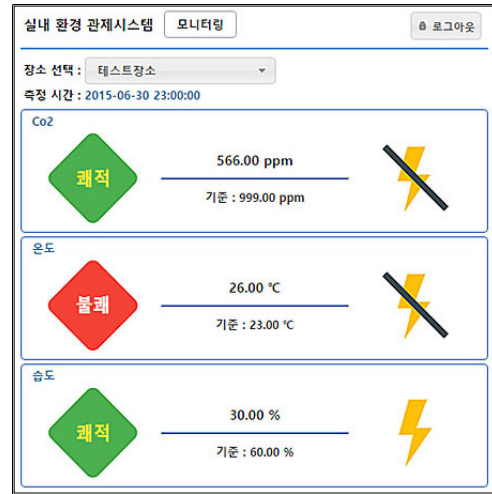 실내 환경 관제시스템 모니터링 로그아웃
장소 선택 : 테스트장소
측정 시간 : 2015-06-30 23:00:00
Co2
쾌적
566.00 ppm
기준 : 999.00 ppm
온도
불쾌
26.00 ℃
기준 : 23.00 ℃
습도
쾌적
30.00 %
기준 : 60.00 %